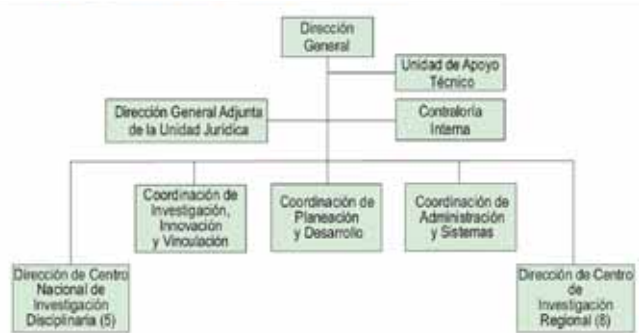 Dirección
General
Unidad de Apoyo
Técnico
Dirección General Adjunta
de la Unidad Jurídica
Contraloría
Interna
Coordinación de
Investigación,
Innovación
y Vinculación
Coordinación de
Planeación
y Desarrollo
Coordinación de
Administración
y Sistemas
Dirección de Centro
Nacional de
Investigación
Disciplinaria (5)
Dirección de Centro
de
Investigación
Regional (8)